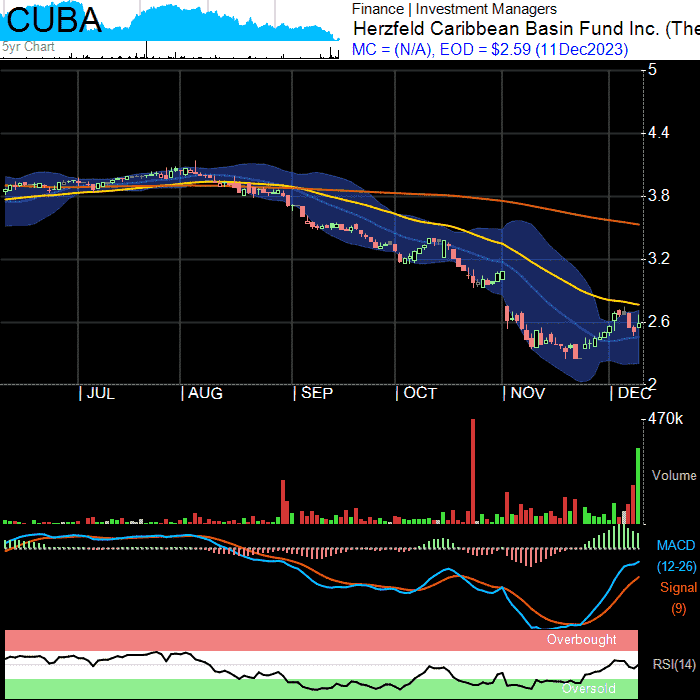 CUBA
5yr Chart
Finance | Investment Managers
Herzfeld Caribbean Basin Fund Inc. (The
MC = (N/A), EOD = $2.59 (11Dec2023)
5
4.4
3.8
3.2
2.6
2
| JUL | AUG | SEP | OCT | NOV | DEC
470k
Volume
MACD
(12-26)
Signal
(9)
Overbought
RSI(14)
Oversold